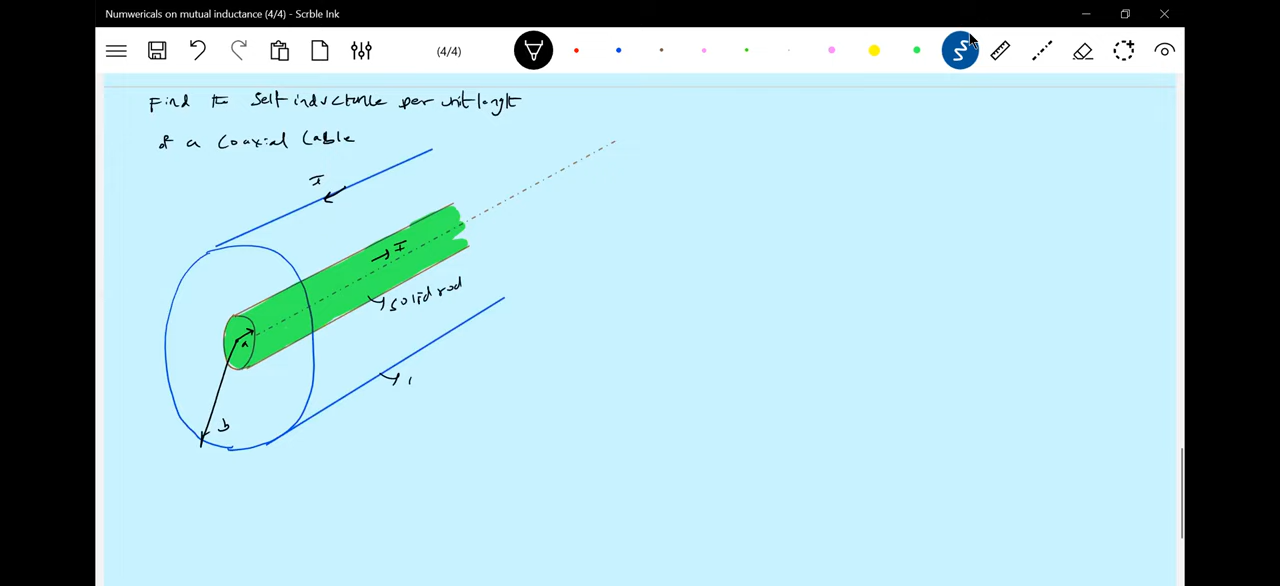 Numwericals on mutual inductance (4/4) - Scrble Ink
(4/4)
Find the Self inductance per unit lenght
of a Coaxial Cable
I
I
solid rod
a
b